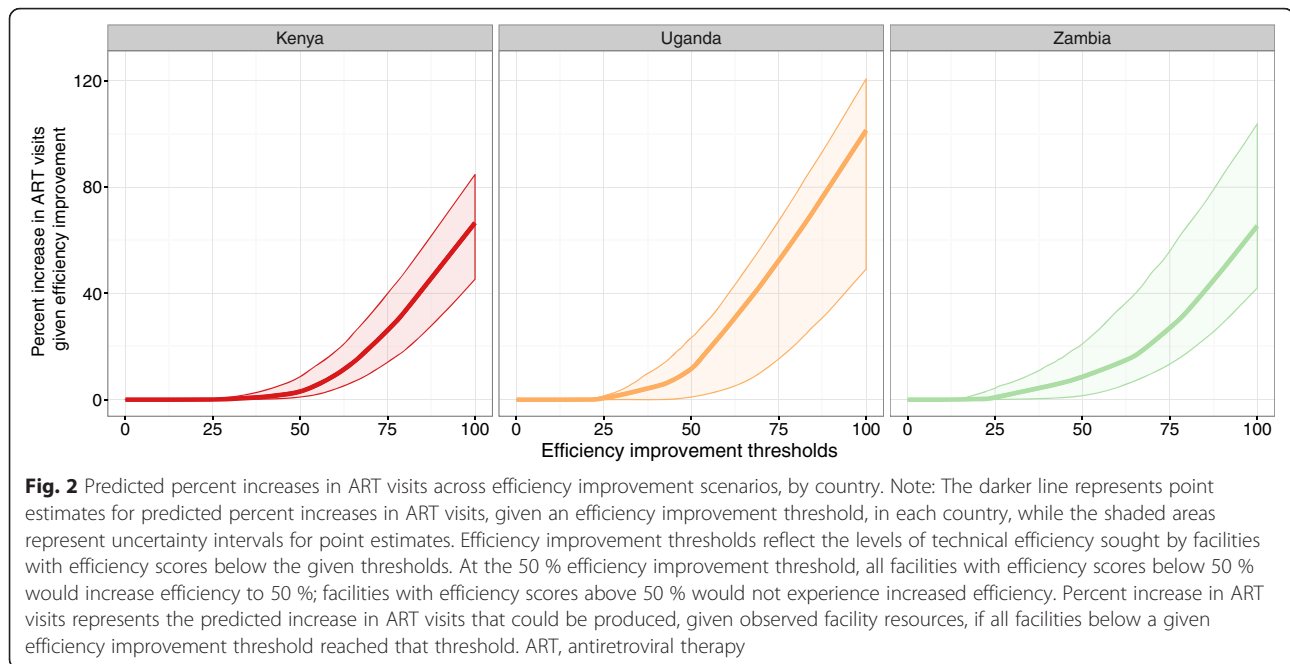 Kenya
Uganda
Zambia
Percent increase in ART visits
given efficiency improvement
120
80
40
0
0 25 50 75 100
0 25 50 75 100
0 25 50 75 100
Efficiency improvement thresholds
Fig. 2 Predicted percent increases in ART visits across efficiency improvement scenarios, by country. Note: The darker line represents point
estimates for predicted percent increases in ART visits, given an efficiency improvement threshold, in each country, while the shaded areas
represent uncertainty intervals for point estimates. Efficiency improvement thresholds reflect the levels of technical efficiency sought by facilities
with efficiency scores below the given thresholds. At the 50 % efficiency improvement threshold, all facilities with efficiency scores below 50 %
would increase efficiency to 50 %; facilities with efficiency scores above 50 % would not experience increased efficiency. Percent increase in ART
visits represents the predicted increase in ART visits that could be produced, given observed facility resources, if all facilities below a given
efficiency improvement threshold reached that threshold. ART, antiretroviral therapy